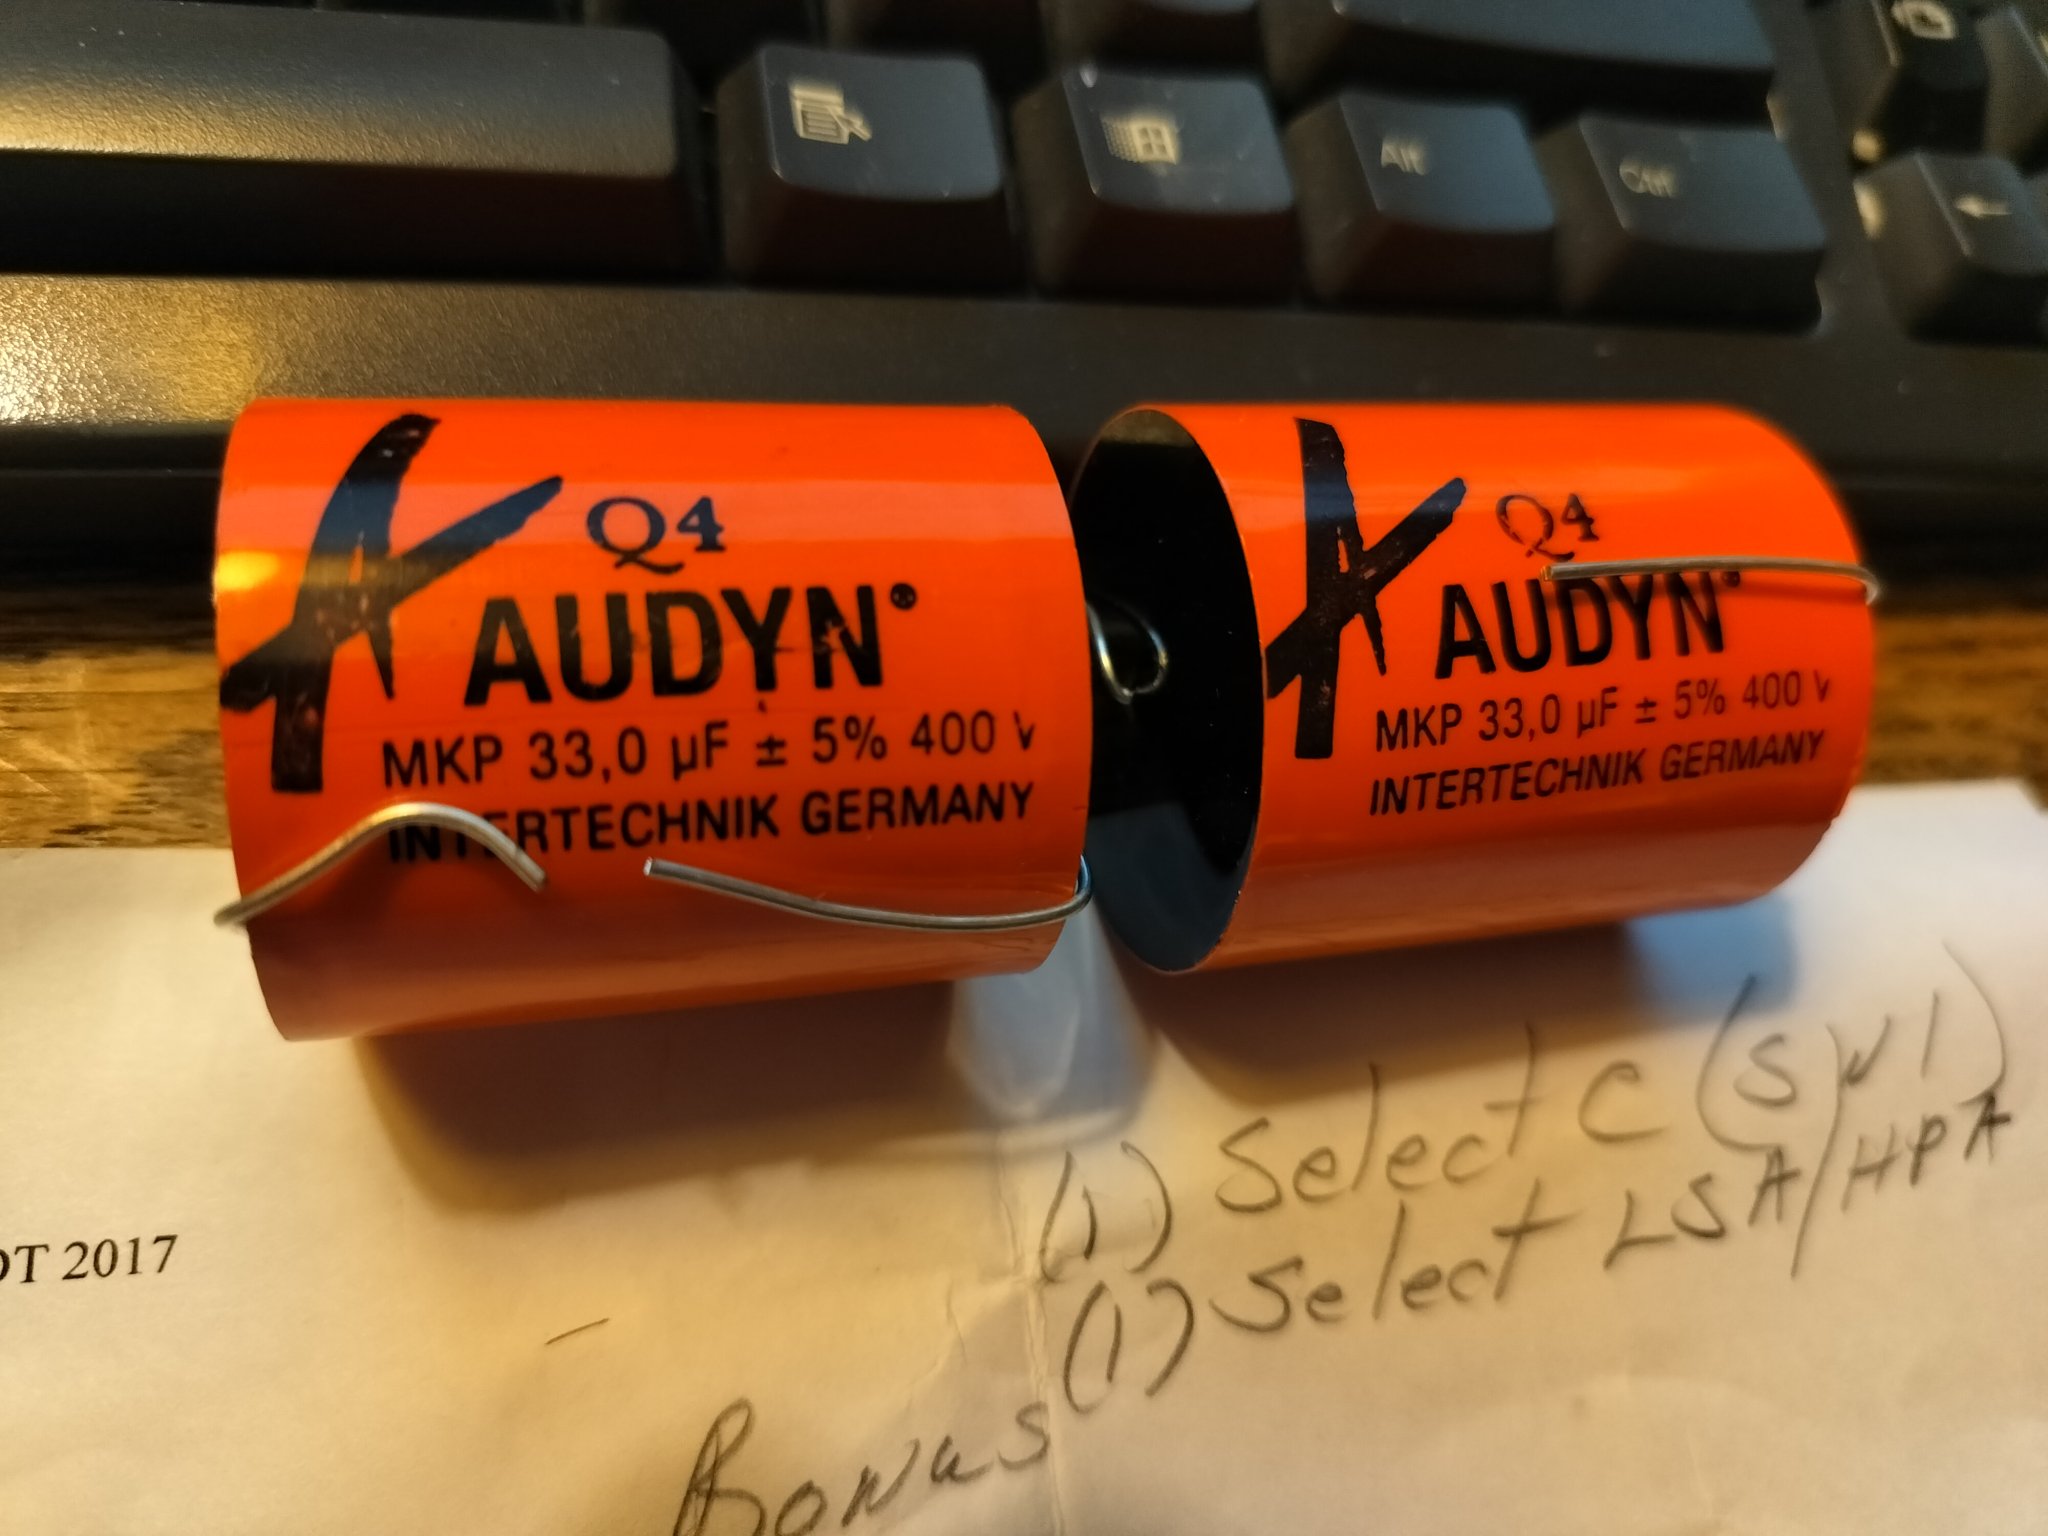 Alt
Ctrl
Q4
AUDYN®
MKP 33,0 µF ± 5% 400 V
INTERTECHNIK GERMANY
Q4
AUDYN®
MKP 33,0 µF ± 5% 400 V
INTERTECHNIK GERMANY
(1) Select C (SW1)
(1) Select LSA/HPA
Bonus
2017